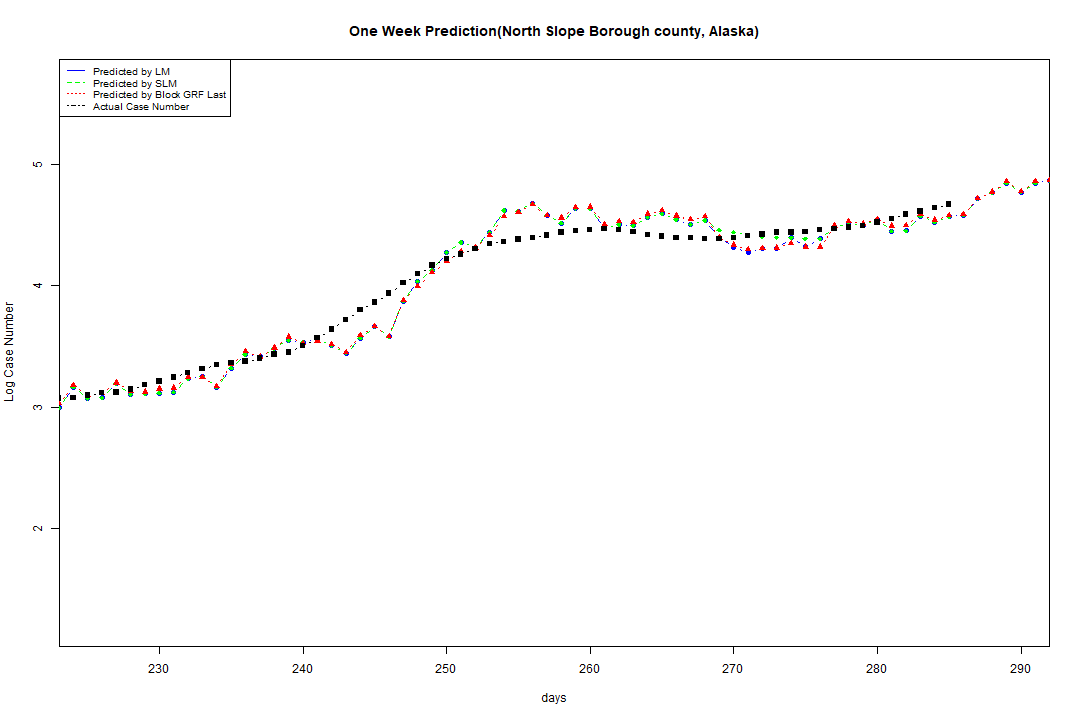 One Week Prediction(North Slope Borough county, Alaska)
Predicted by LM
Predicted by SLM
Predicted by Block GRF Last
Actual Case Number
5
4
3
2
Log Case Number
230 240 250 260 270 280 290
days